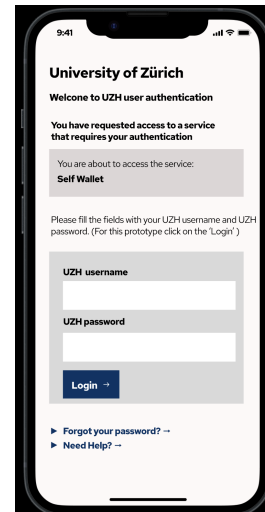 9:41
University of Zürich
Welcone to UZH user authentication
You have requested access to a service
that requires your authentication
You are about to access the service:
Self Wallet
Please fill the fields with your UZH username and UZH
password. (For this prototype click on the ‘Login’ )
UZH username
UZH password
Login →
► Forgot your password? →
► Need Help? →